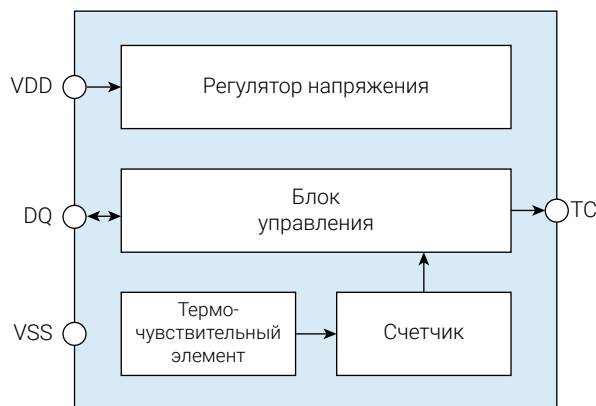 VDD
Регулятор напряжения
DQ
Блок
управления
TC
VSS
Термо-
чувствительный
элемент
Счетчик